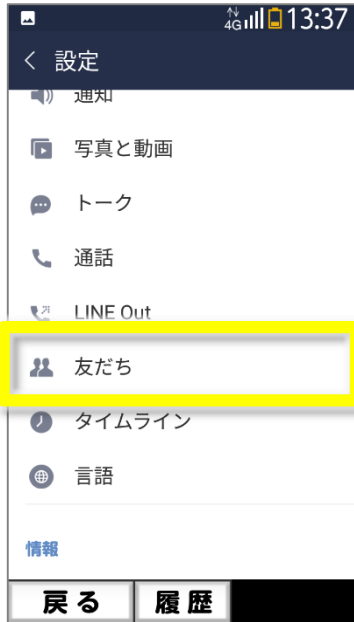 4G 13:37
設定
通知
写真と動画
トーク
通話
LINE Out
友だち
タイムライン
言語
情報
戻る 履歴